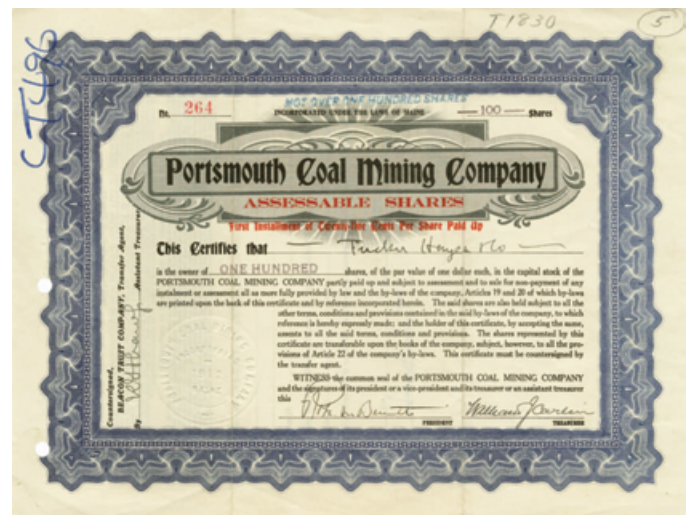 T1830
5
CT496
No. 264
NOT OVER ONE HUNDRED SHARES
INCORPORATED UNDER THE LAWS OF MAINE
100 Shares
Portsmouth Coal Mining Company
ASSESSABLE SHARES
First Installment of Twenty-five Cents Per Share Paid Up
This Certifies that
is the owner of ONE HUNDRED shares, of the par value of one dollar each, in the capital stock of the
PORTSMOUTH COAL MINING COMPANY partly paid up and subject to assessment and to sale for non-payment of any
instalment or assessment all as more fully provided by law and the by-laws of the company, Articles 19 and 20 of which by-laws
are printed upon the back of this certificate and by reference incorporated herein. The said shares are also held subject to all the
other terms, conditions and provisions contained in the said by-laws of the company, to which
reference is hereby expressly made; and the holder of this certificate, by accepting the same,
assents to all the said terms, conditions and provisions. The shares represented by this
certificate are transferable upon the books of the company, subject, however, to all the pro-
visions of Article 22 of the company's by-laws. This certificate must be countersigned by
the transfer agent.
WITNESS the common seal of the PORTSMOUTH COAL MINING COMPANY
and the signatures of its president or a vice-president and its treasurer or an assistant treasurer
this
PRESIDENT
William J
TREASURER
Countersigned,
BEACON TRUST COMPANY, Transfer Agent,
By
Assistant Treasurer